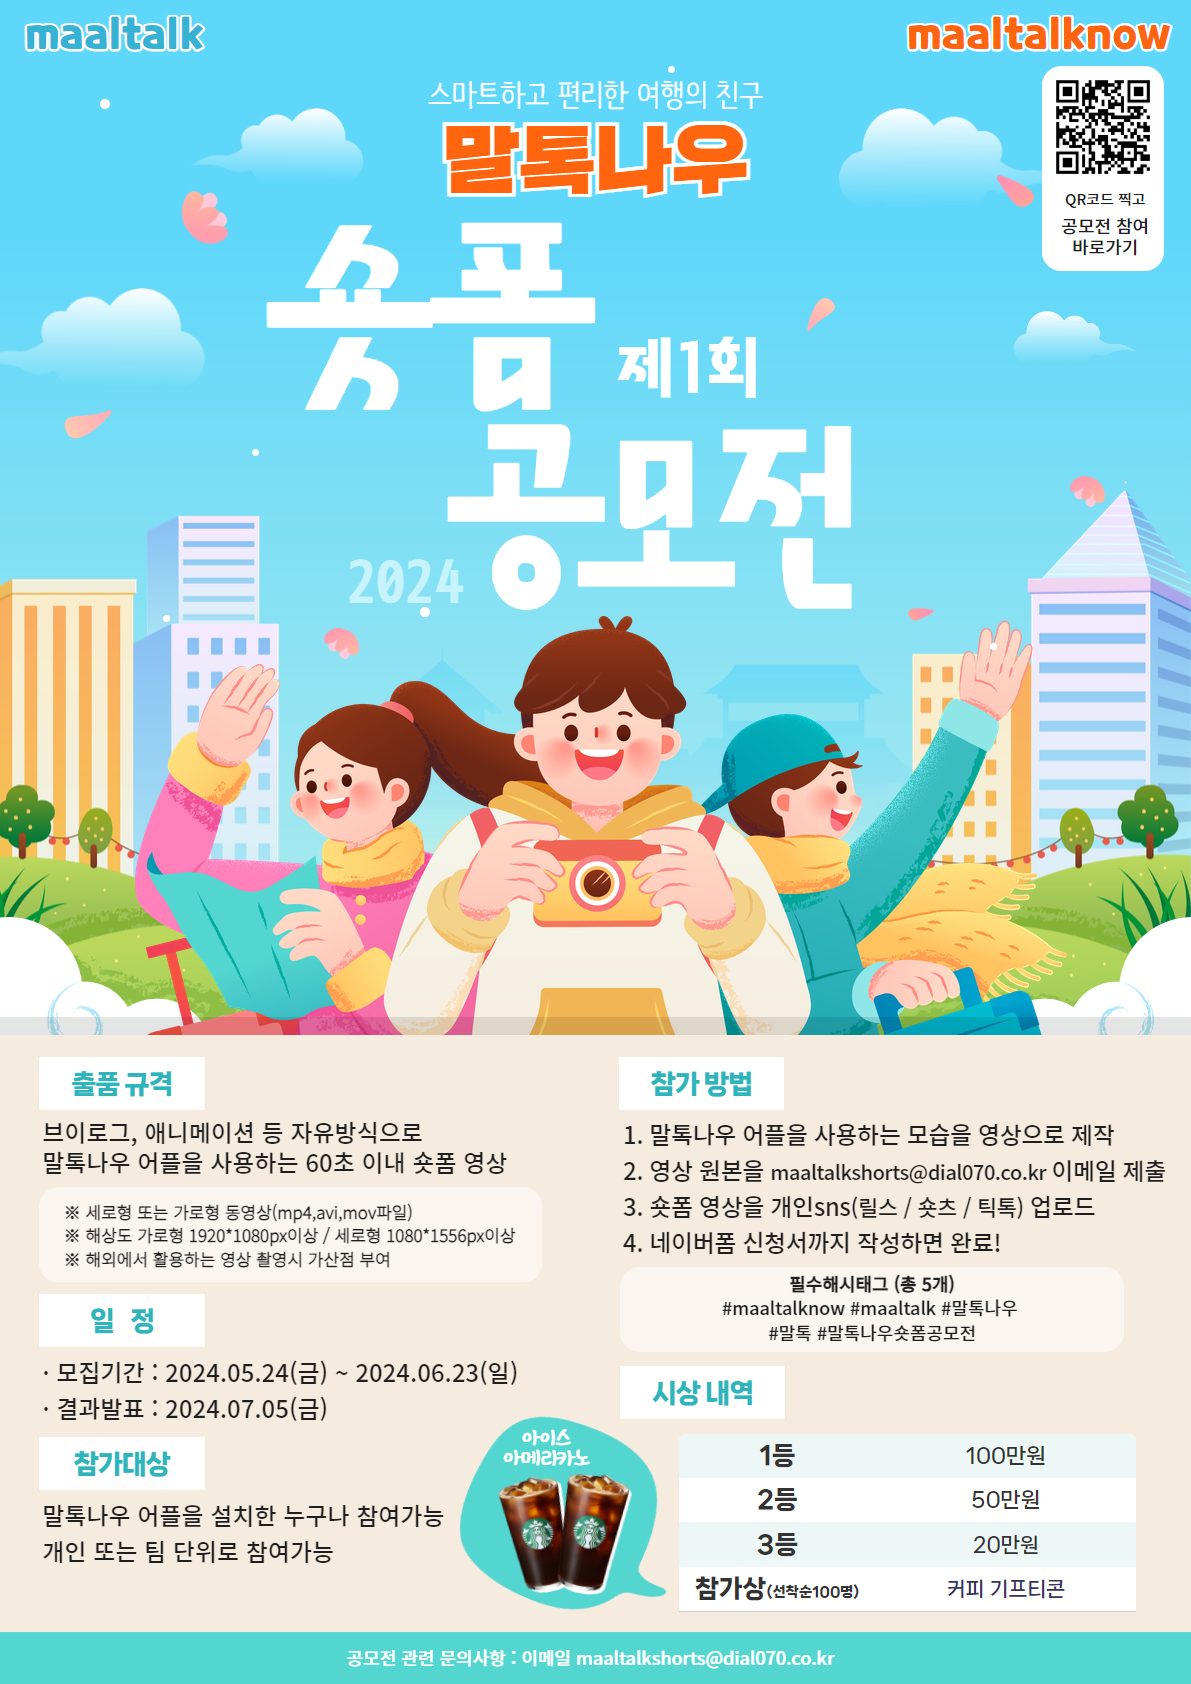 maaltalk
maaltalknow
스마트하고 편리한 여행의 친구
말톡나우
숏폼
제1회
공모전
2024
QR코드 찍고
공모전 참여
바로가기
출품 규격
브이로그, 애니메이션 등 자유방식으로
말톡나우 어플을 사용하는 60초 이내 숏폼 영상
※ 세로형 또는 가로형 동영상(mp4,avi,mov파일)
※ 해상도 가로형 1920*1080px이상 / 세로형 1080*1556px이상
※ 해외에서 활용하는 영상 촬영시 가산점 부여
일 정
· 모집기간 : 2024.05.24(금) ~ 2024.06.23(일)
· 결과발표 : 2024.07.05(금)
참가대상
말톡나우 어플을 설치한 누구나 참여가능
개인 또는 팀 단위로 참여가능
참가 방법
1. 말톡나우 어플을 사용하는 모습을 영상으로 제작
2. 영상 원본을 maaltalkshorts@dial070.co.kr 이메일 제출
3. 숏폼 영상을 개인sns(릴스 / 숏츠 / 틱톡) 업로드
4. 네이버폼 신청서까지 작성하면 완료!
필수해시태그 (총 5개)
#maaltalknow #maaltalk #말톡나우
#말톡 #말톡나우숏폼공모전
시상 내역
아이스
아메리카노
1등 100만원
2등 50만원
3등 20만원
참가상(선착순100명) 커피 기프티콘
공모전 관련 문의사항 : 이메일 maaltalkshorts@dial070.co.kr